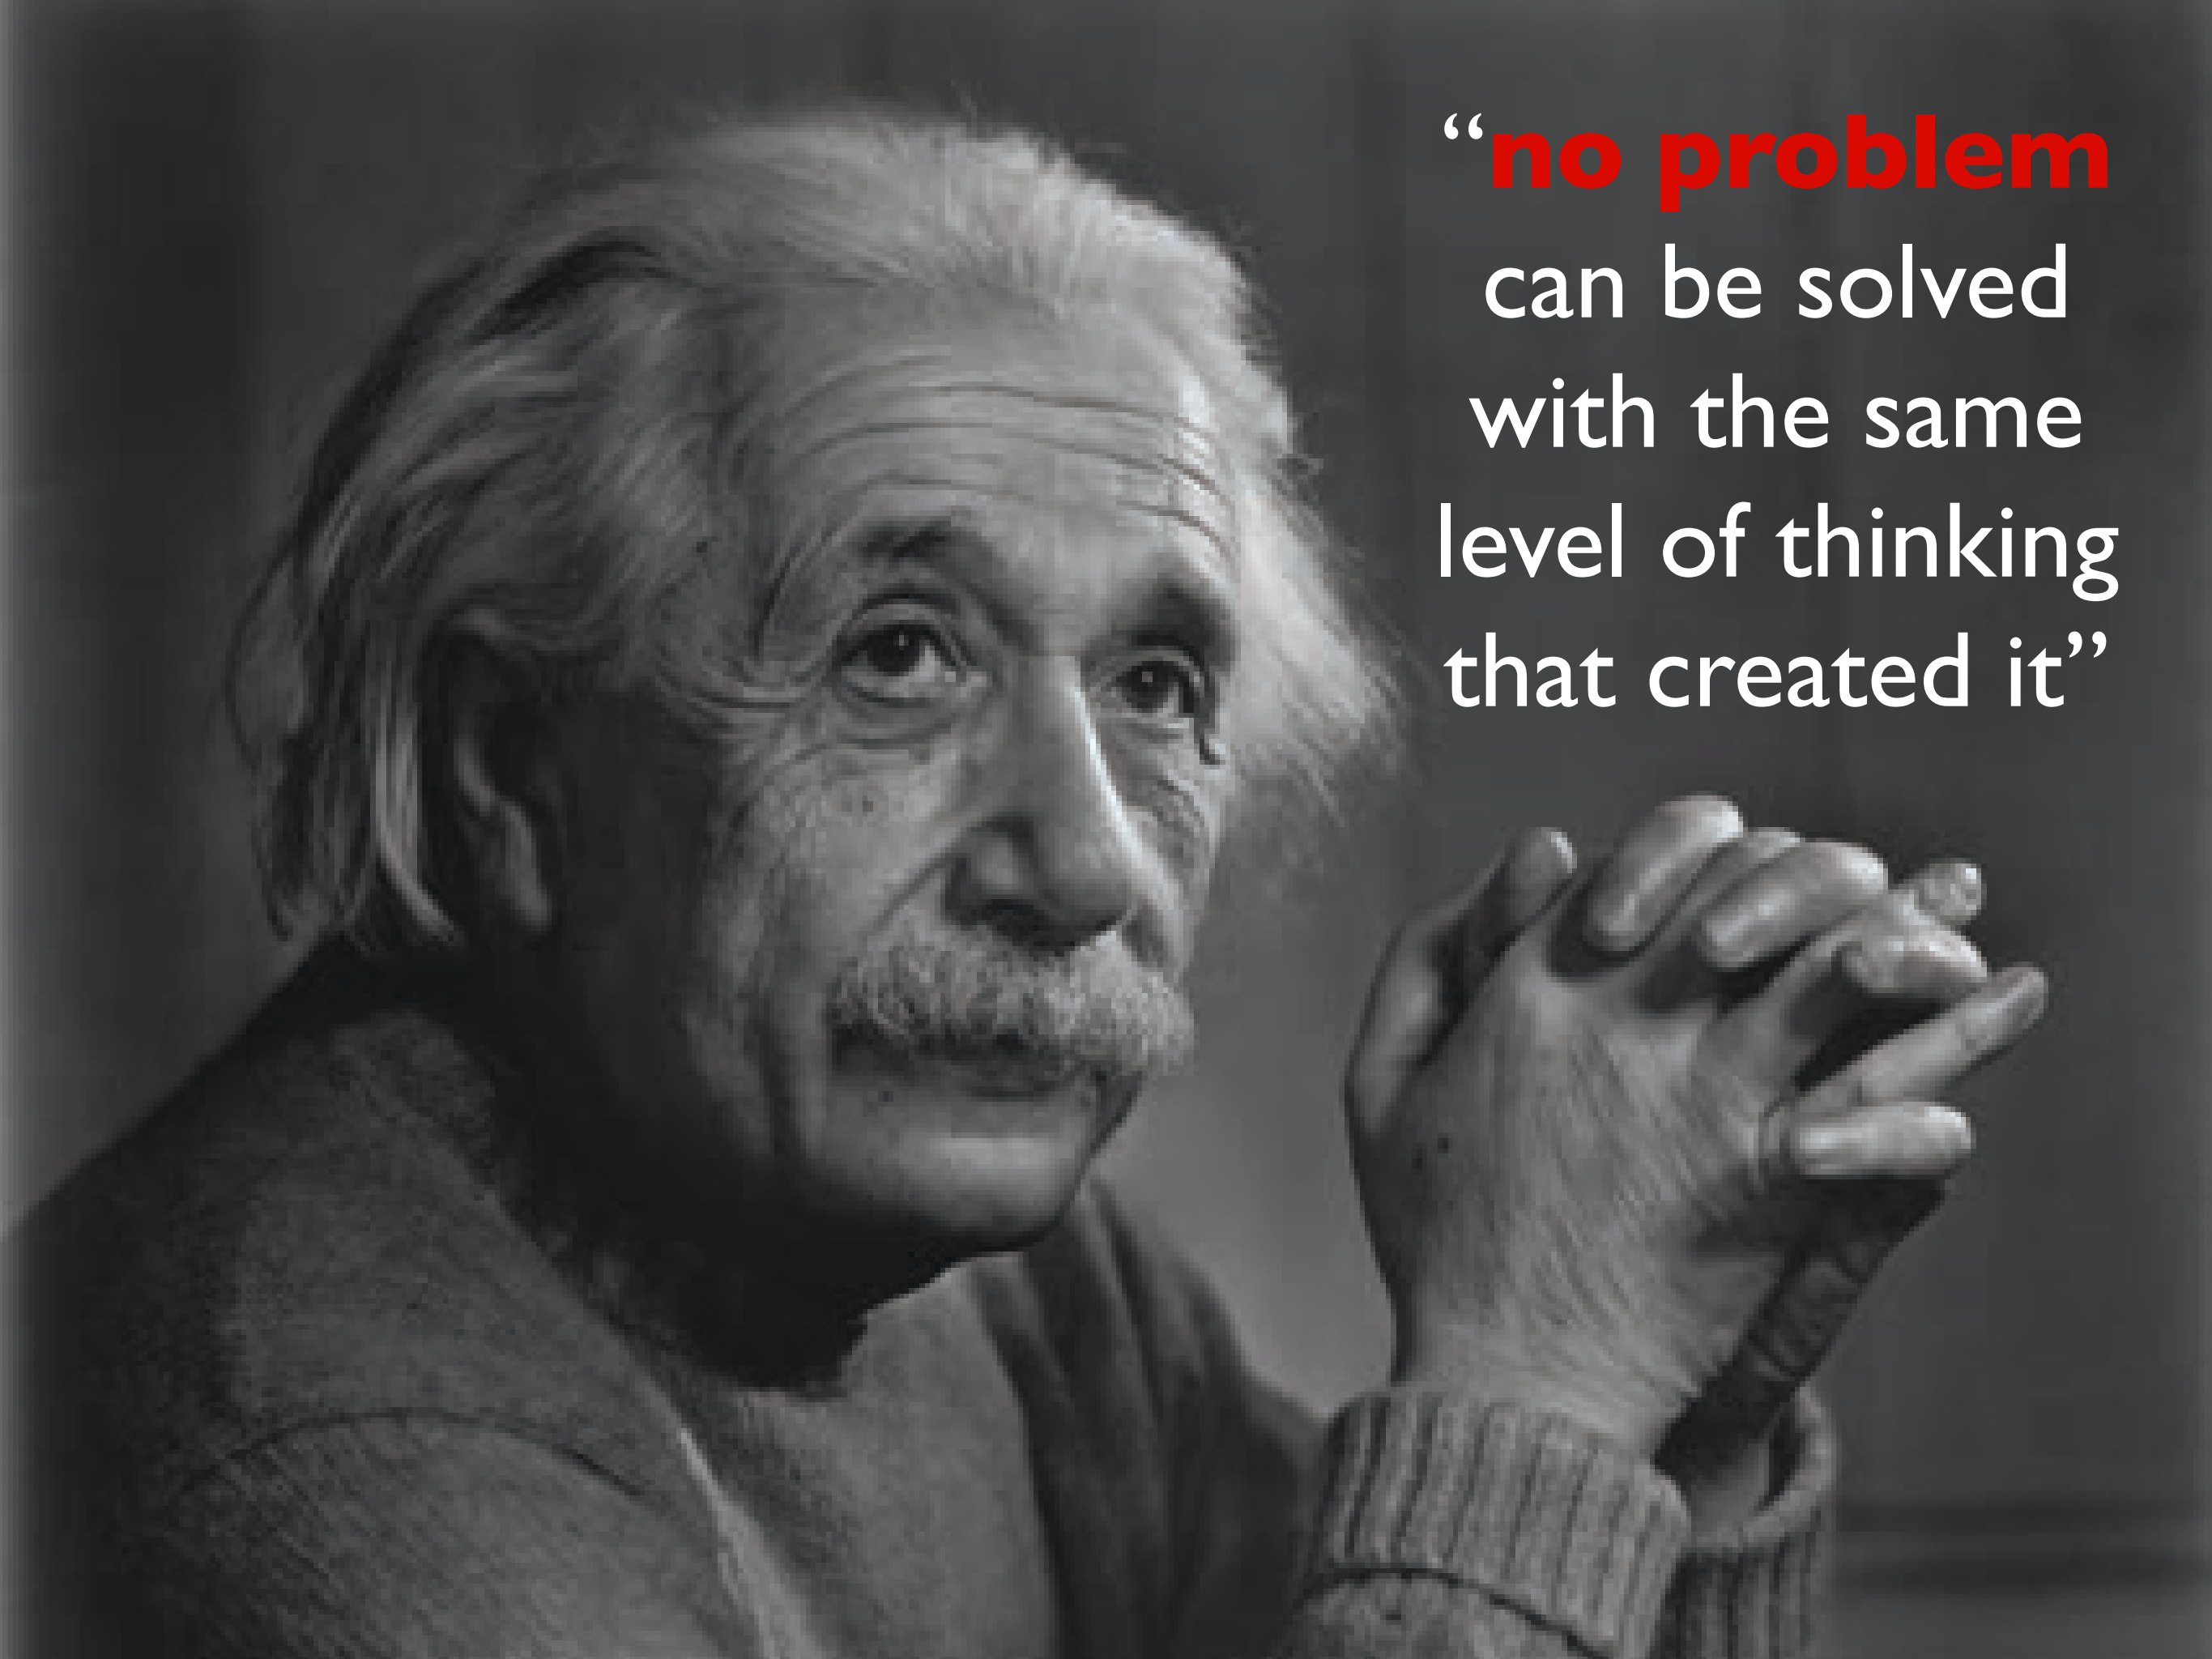 “no problem
can be solved
with the same
level of thinking
that created it”